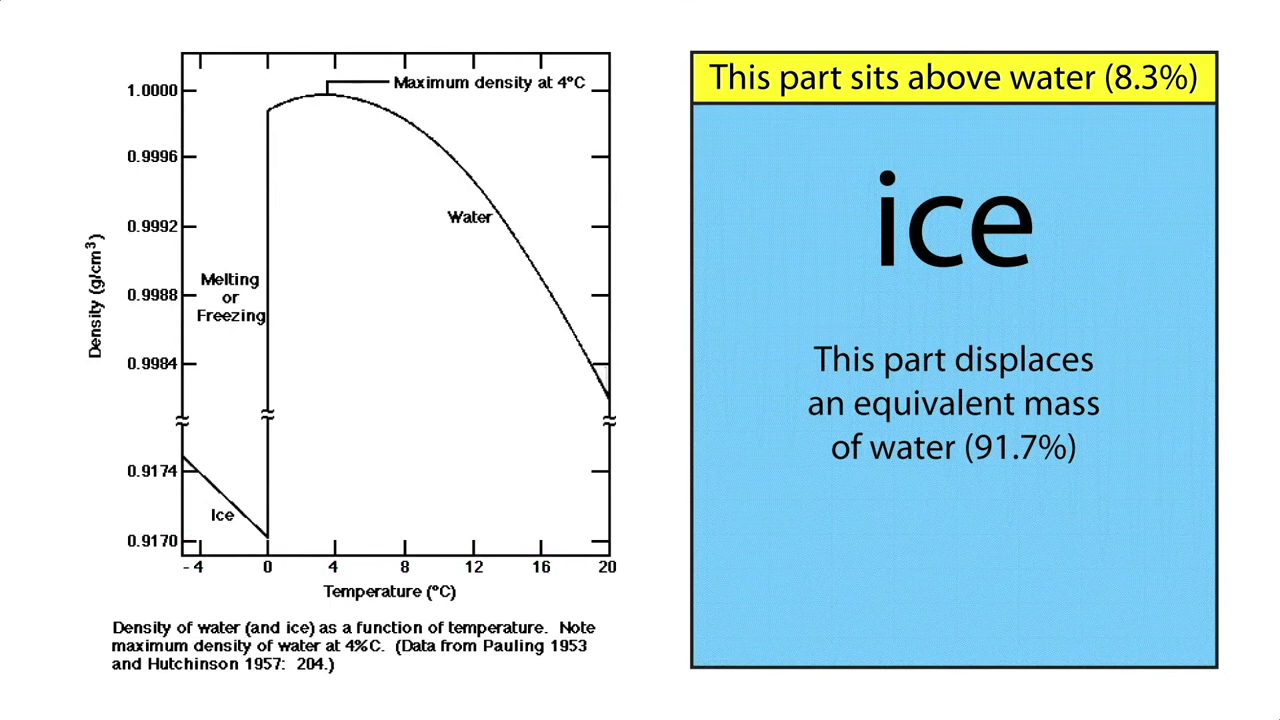 1.0000
0.9996
0.9992
0.9988
0.9984
0.9174
0.9170
Density (g/cm³)
Maximum density at 4°C
Water
Melting
or
Freezing
Ice
- 4 0 4 8 12 16 20
Temperature (°C)
Density of water (and ice) as a function of temperature. Note
maximum density of water at 4%C. (Data from Pauling 1953
and Hutchinson 1957: 204.)
This part sits above water (8.3%)
ice
This part displaces
an equivalent mass
of water (91.7%)